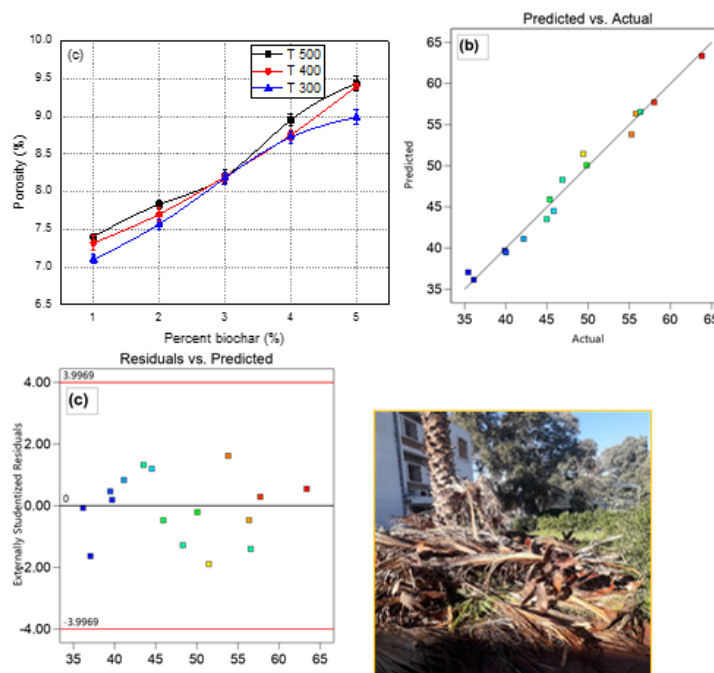 (c)
T 500
T 400
T 300
10.0
9.5
9.0
8.5
8.0
7.5
7.0
6.5
Porosity (%)
1 2 3 4 5
Percent biochar (%)
Predicted vs. Actual
(b)
65
60
55
50
45
40
35
Predicted
35 40 45 50 55 60 65
Actual
Residuals vs. Predicted
(c)
3.9969
4.00
2.00
0
0.00
-2.00
-3.9969
-4.00
Externally Studentized Residuals
35 40 45 50 55 60 65